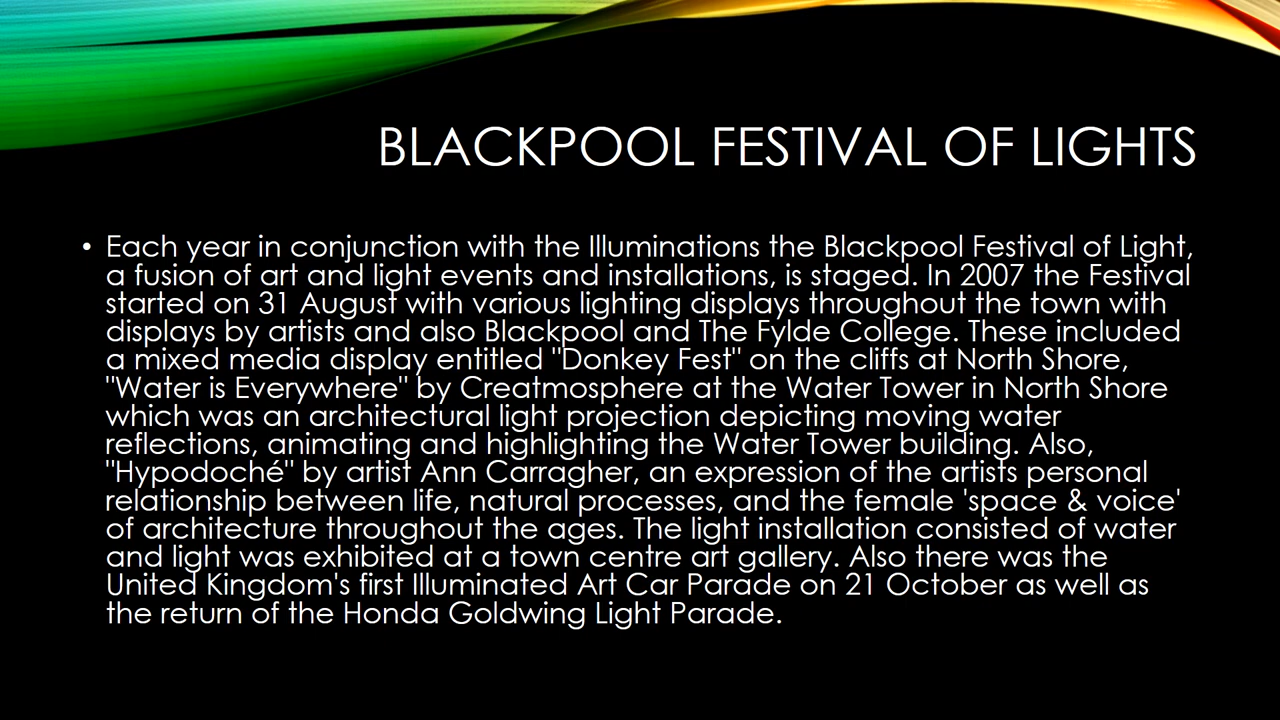 BLACKPOOL FESTIVAL OF LIGHTS
• Each year in conjunction with the Illuminations the Blackpool Festival of Light,
a fusion of art and light events and installations, is staged. In 2007 the Festival
started on 31 August with various lighting displays throughout the town with
displays by artists and also Blackpool and The Fylde College. These included
a mixed media display entitled "Donkey Fest" on the cliffs at North Shore,
"Water is Everywhere" by Creatmosphere at the Water Tower in North Shore
which was an architectural light projection depicting moving water
reflections, animating and highlighting the Water Tower building. Also,
"Hypodoché" by artist Ann Carragher, an expression of the artists personal
relationship between life, natural processes, and the female 'space & voice'
of architecture throughout the ages. The light installation consisted of water
and light was exhibited at a town centre art gallery. Also there was the
United Kingdom's first Illuminated Art Car Parade on 21 October as well as
the return of the Honda Goldwing Light Parade.